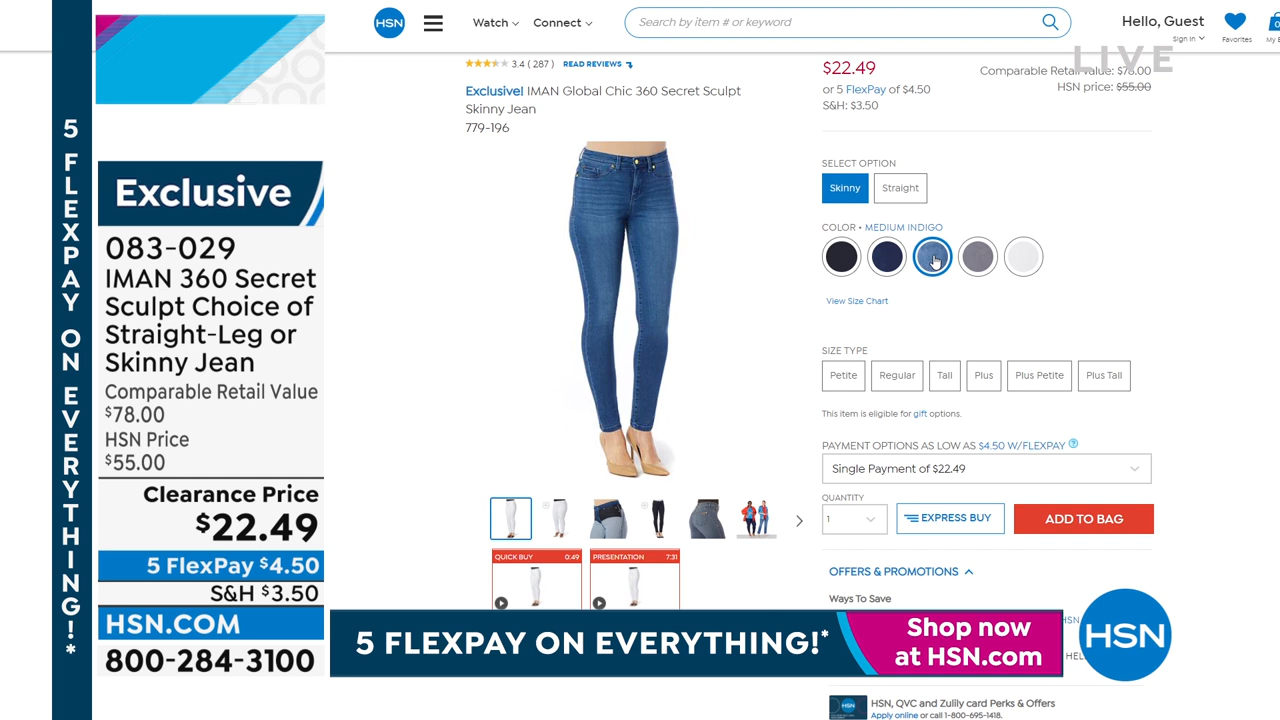 5 FLEXPAY ON EVERYTHING!*
Exclusive
083-029
IMAN 360 Secret
Sculpt Choice of
Straight-Leg or
Skinny Jean
Comparable Retail Value
$78.00
HSN Price
$55.00
Clearance Price
$22.49
5 FlexPay $4.50
S&H $3.50
HSN.COM
800-284-3100
HSN
Watch
Connect
Search by item # or keyword
Hello, Guest
Sign In
Favorites
LIVE
3.4 ( 287 ) READ REVIEWS
Exclusive! IMAN Global Chic 360 Secret Sculpt
Skinny Jean
779-196
$22.49
or 5 FlexPay of $4.50
S&H: $3.50
Comparable Retail Value: $78.00
HSN price: $55.00
SELECT OPTION
Skinny
Straight
COLOR • MEDIUM INDIGO
View Size Chart
SIZE TYPE
Petite
Regular
Tall
Plus
Plus Petite
Plus Tall
This item is eligible for gift options.
PAYMENT OPTIONS AS LOW AS $4.50 W/FLEXPAY ?
Single Payment of $22.49
QUANTITY
1
EXPRESS BUY
ADD TO BAG
QUICK BUY 0:49
PRESENTATION 7:31
OFFERS & PROMOTIONS
Ways To Save
5 FLEXPAY ON EVERYTHING!*
Shop now
at HSN.com
HSN
HSN, QVC and Zulily card Perks & Offers
Apply online or call 1-800-695-1418.